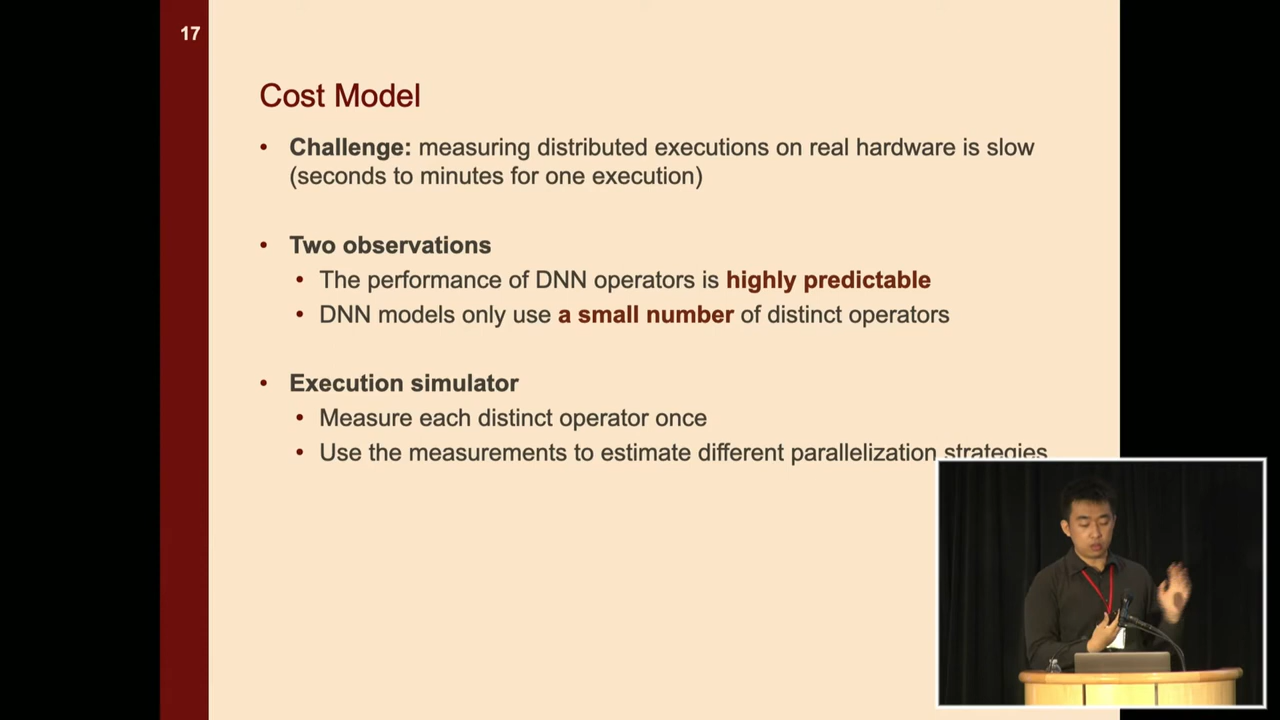 17
Cost Model
• Challenge: measuring distributed executions on real hardware is slow
(seconds to minutes for one execution)
• Two observations
• The performance of DNN operators is highly predictable
• DNN models only use a small number of distinct operators
• Execution simulator
• Measure each distinct operator once
• Use the measurements to estimate different parallelization strategies